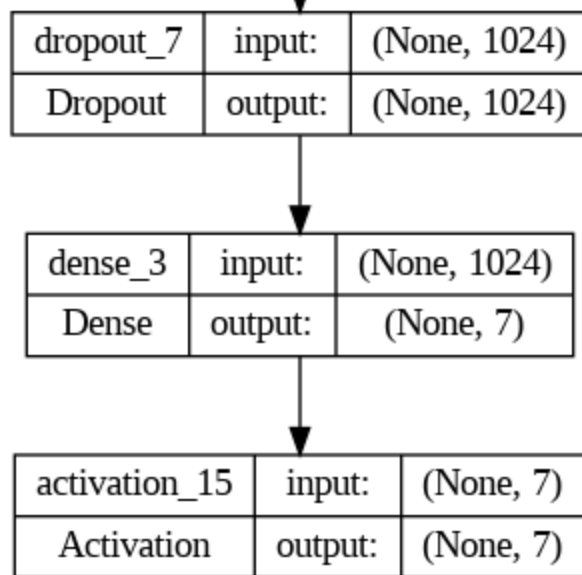 dropout_7 input: (None, 1024)
Dropout output: (None, 1024)
dense_3 input: (None, 1024)
Dense output: (None, 7)
activation_15 input: (None, 7)
Activation output: (None, 7)